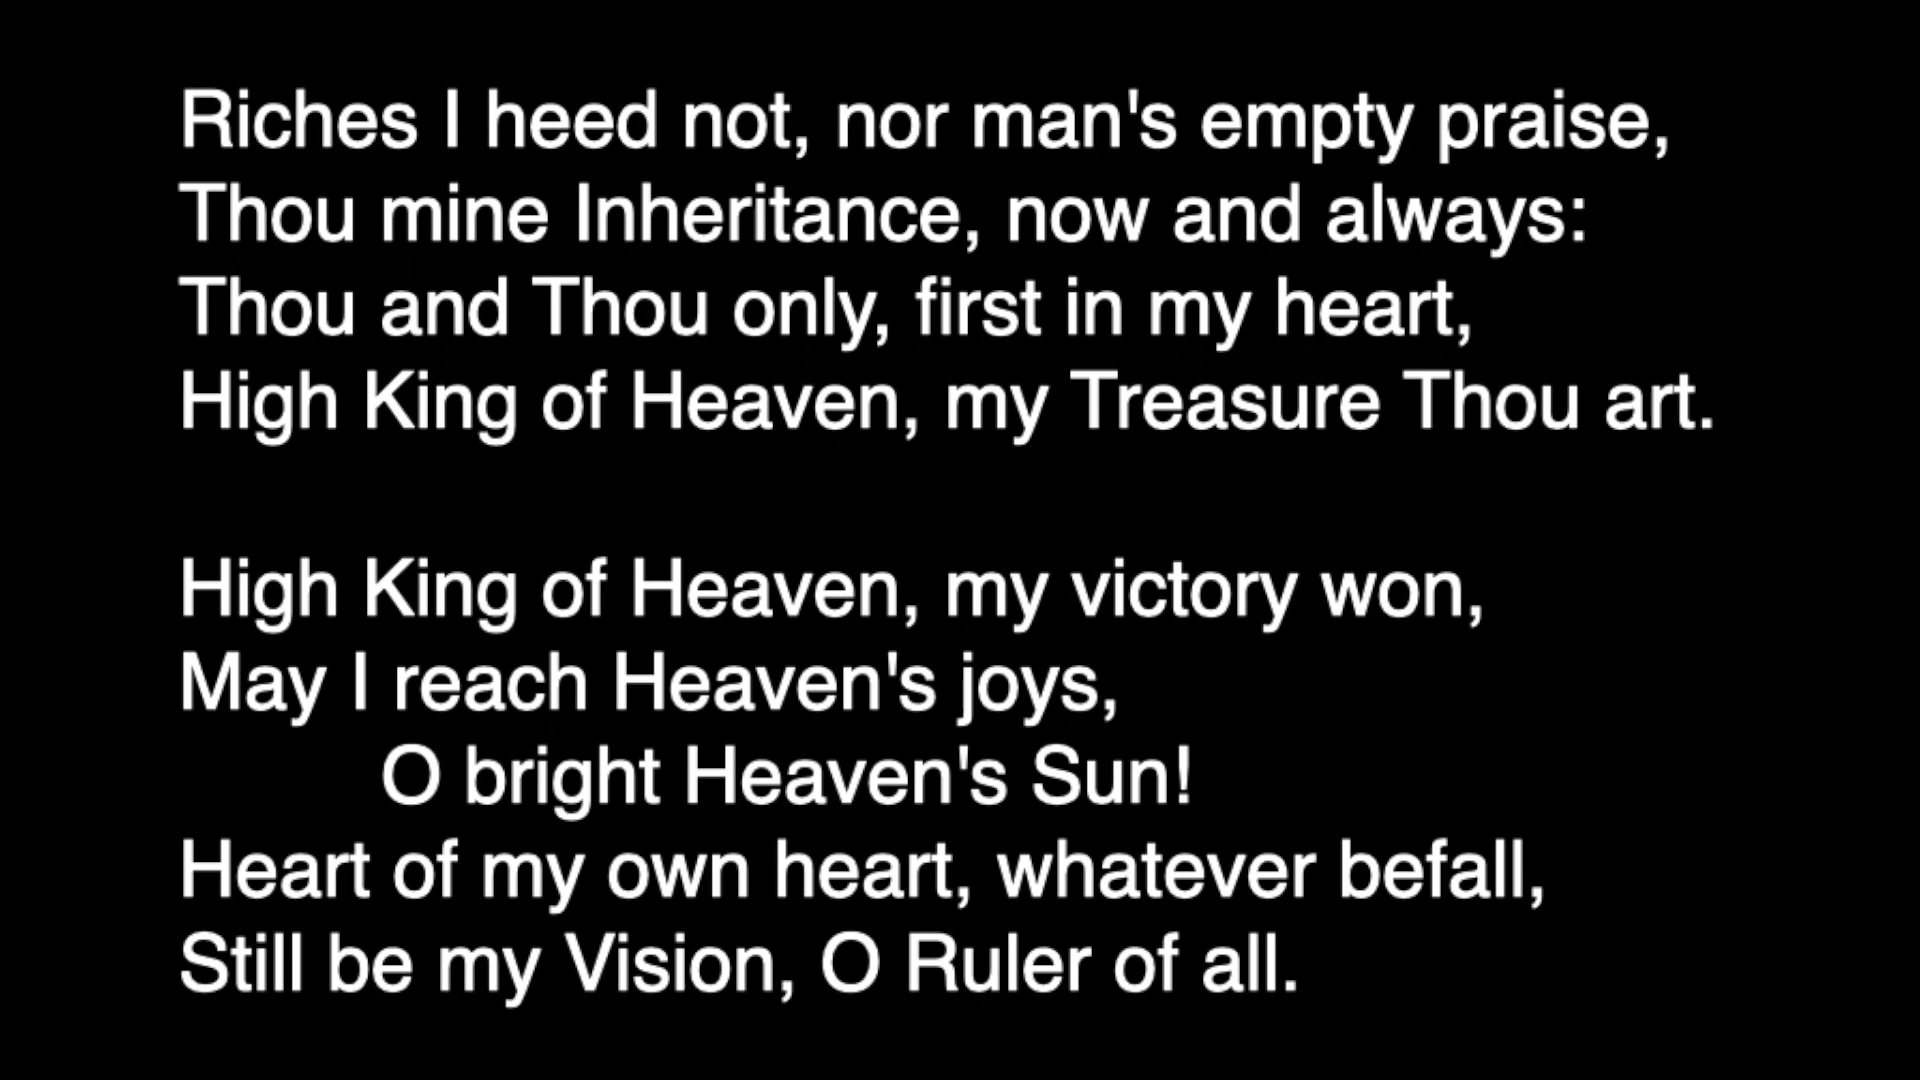 Riches I heed not, nor man's empty praise,
Thou mine Inheritance, now and always:
Thou and Thou only, first in my heart,
High King of Heaven, my Treasure Thou art.
High King of Heaven, my victory won,
May I reach Heaven's joys,
O bright Heaven's Sun!
Heart of my own heart, whatever befall,
Still be my Vision, O Ruler of all.